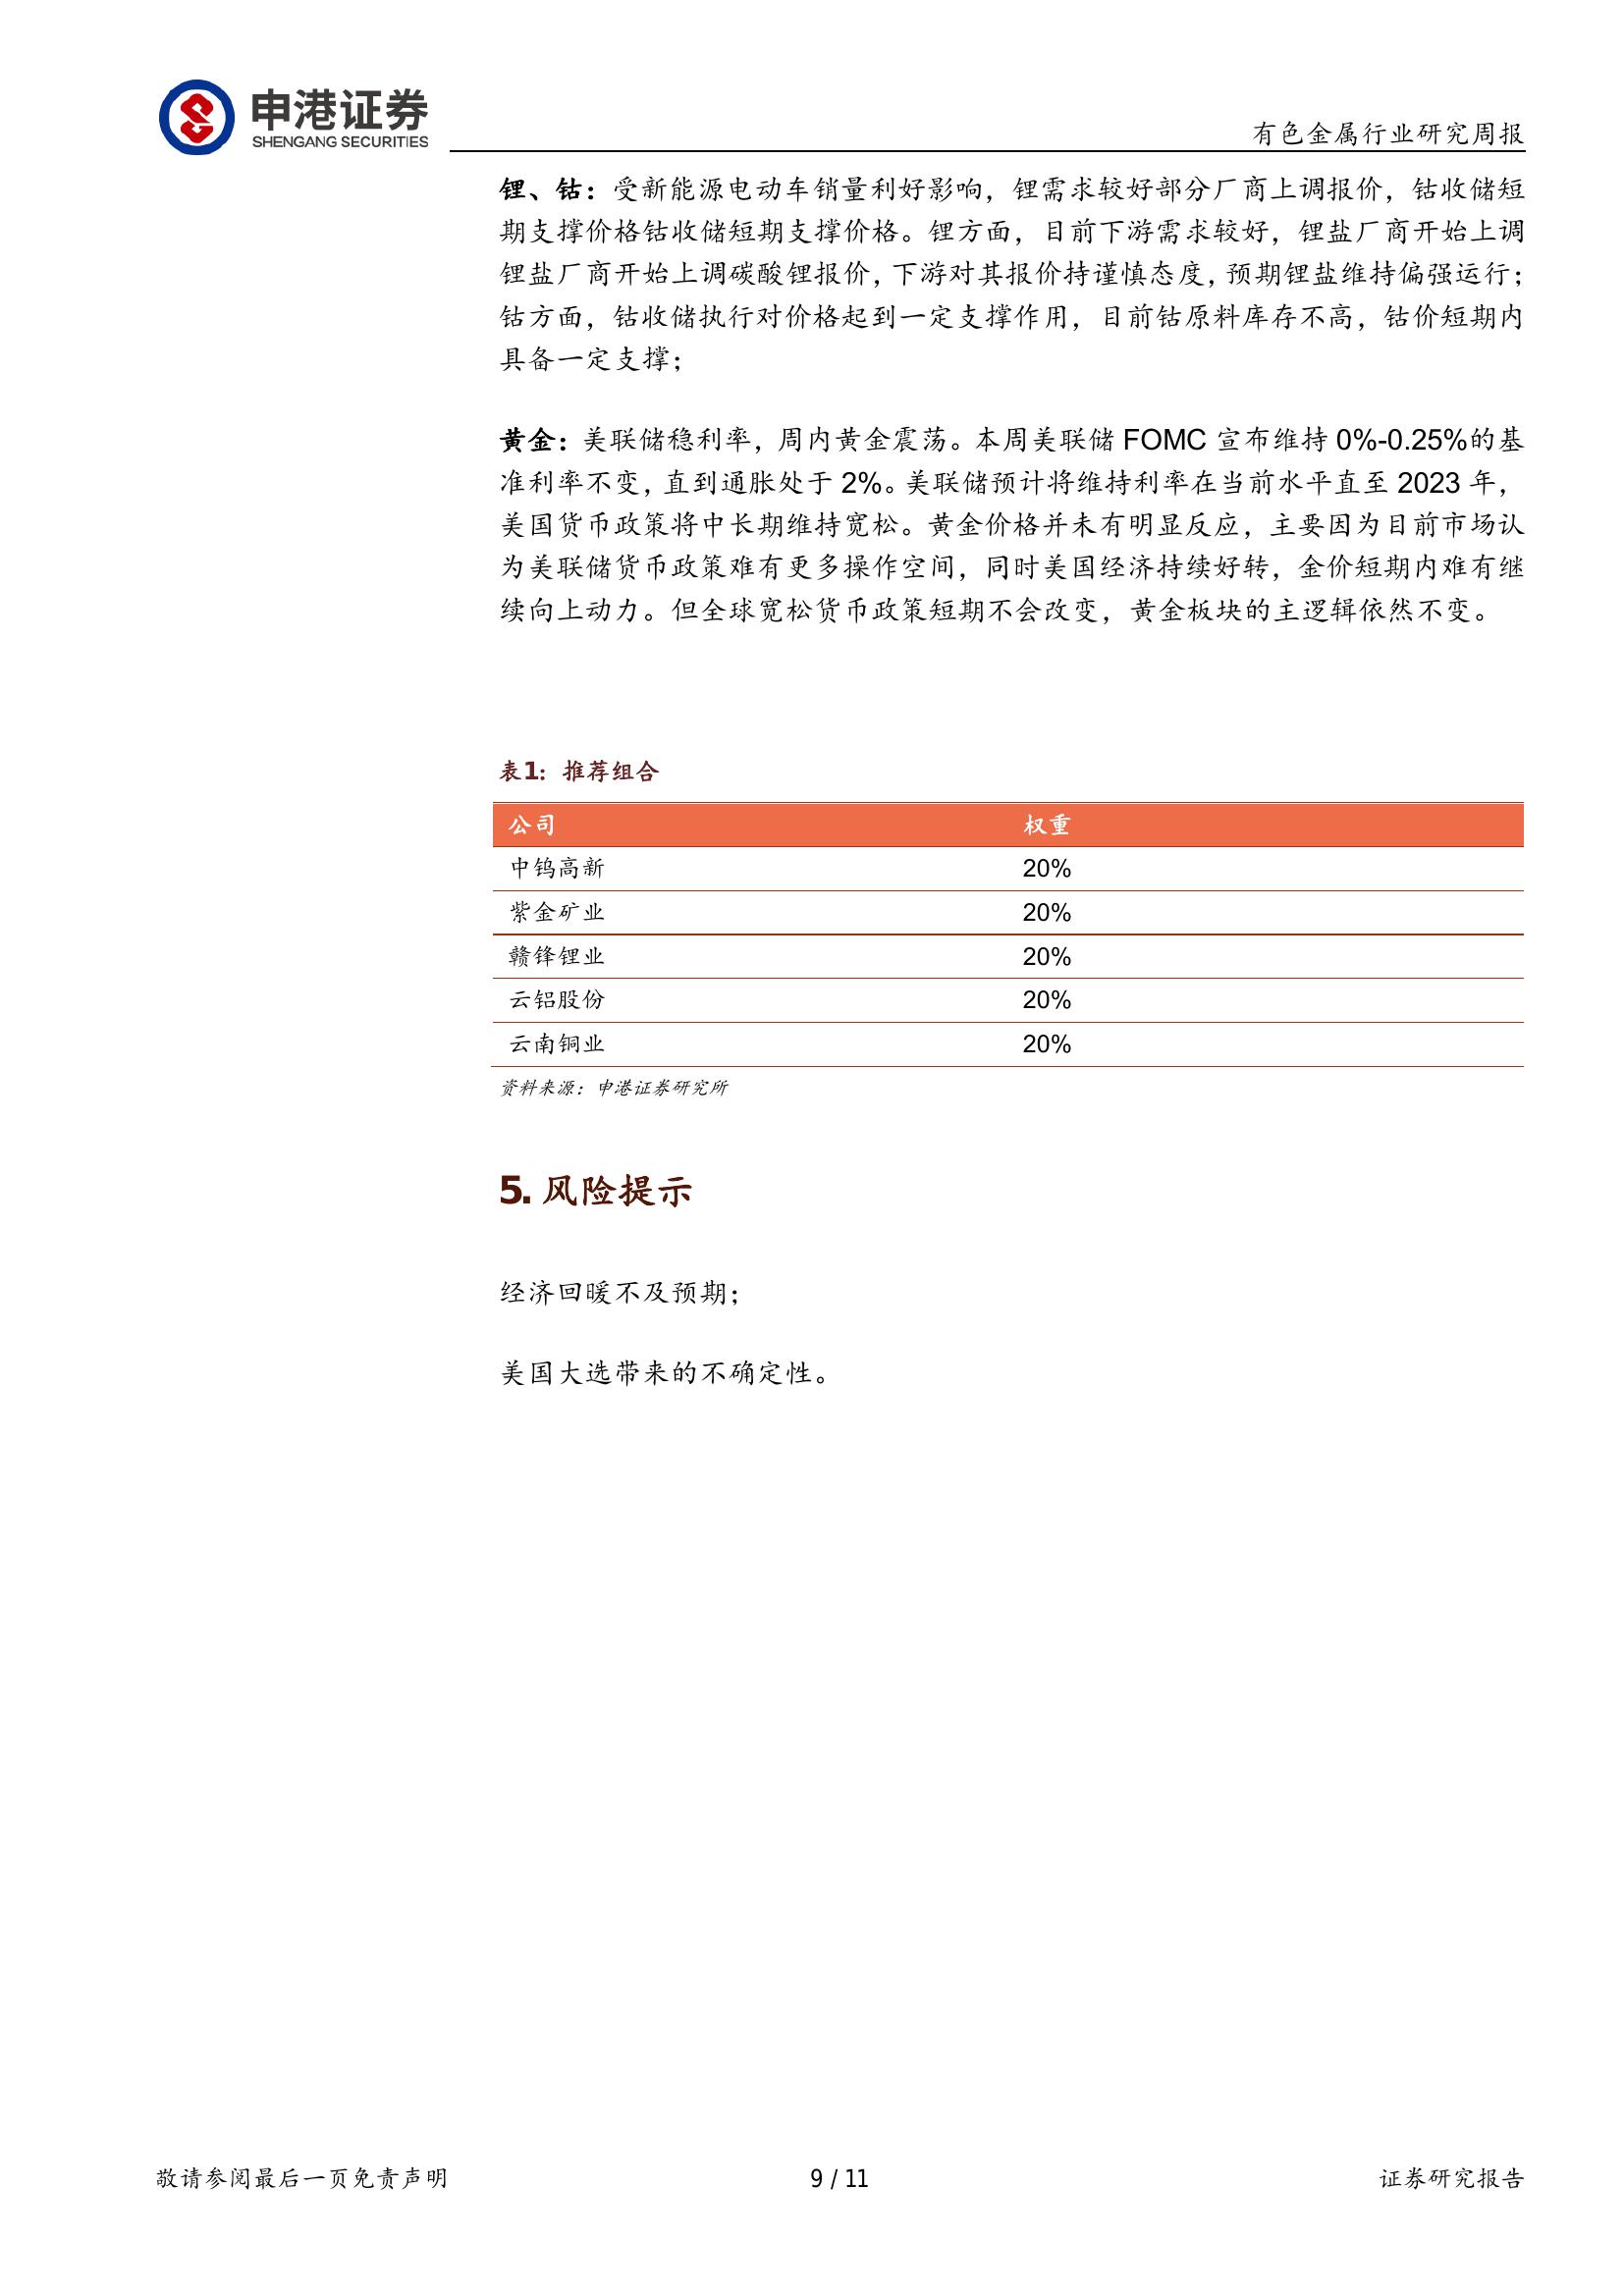 申港证券
SHENGANG SECURITIES
有色金属行业研究周报
锂、钴：受新能源电动车销量利好影响，锂需求较好部分厂商上调报价，钴收储短
期支撑价格钴收储短期支撑价格。锂方面，目前下游需求较好，锂盐厂商开始上调
锂盐厂商开始上调碳酸锂报价，下游对其报价持谨慎态度，预期锂盐维持偏强运行；
钴方面，钴收储执行对价格起到一定支撑作用，目前钴原料库存不高，钴价短期内
具备一定支撑；
黄金：美联储稳利率，周内黄金震荡。本周美联储 FOMC 宣布维持 0%-0.25%的基
准利率不变，直到通胀处于 2%。美联储预计将维持利率在当前水平直至 2023 年，
美国货币政策将中长期维持宽松。黄金价格并未有明显反应，主要因为目前市场认
为美联储货币政策难有更多操作空间，同时美国经济持续好转，金价短期内难有继
续向上动力。但全球宽松货币政策短期不会改变，黄金板块的主逻辑依然不变。
表1：推荐组合
公司 权重
中钨高新 20%
紫金矿业 20%
赣锋锂业 20%
云铝股份 20%
云南铜业 20%
资料来源：申港证券研究所
5. 风险提示
经济回暖不及预期；
美国大选带来的不确定性。
敬请参阅最后一页免责声明 9 / 11 证券研究报告